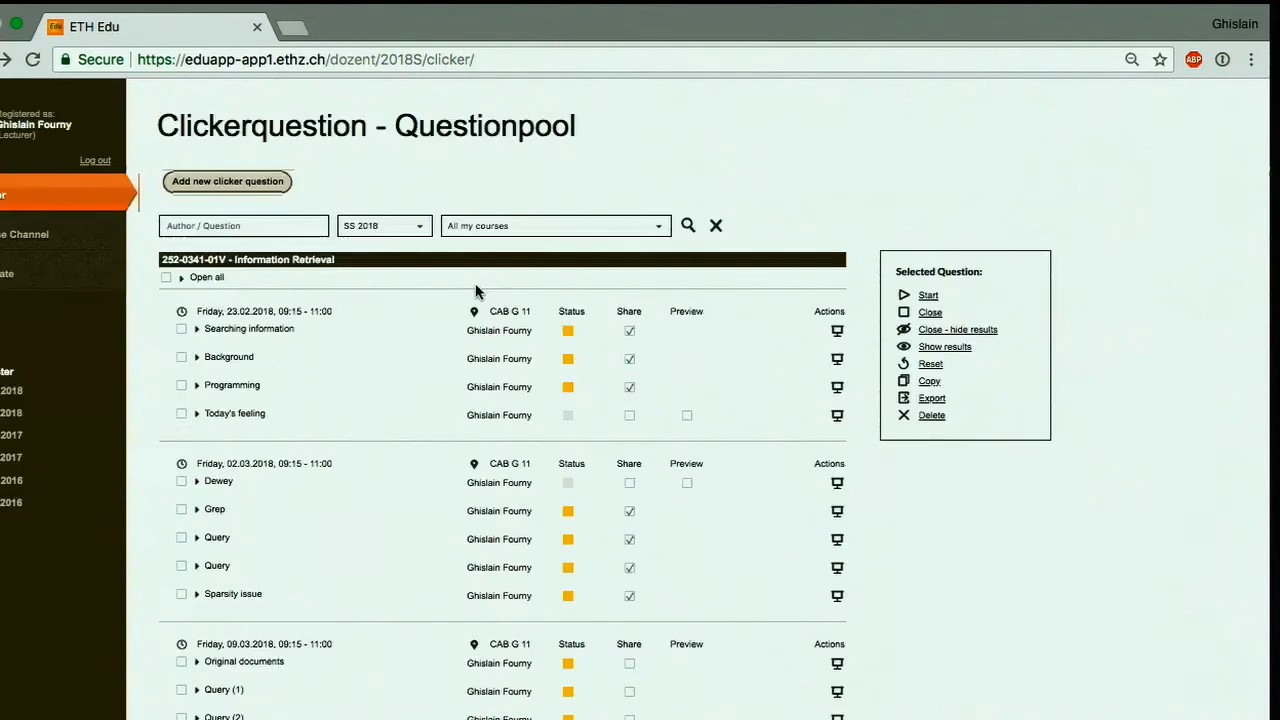 ETH Edu
Ghislain
Secure https://eduapp-app1.ethz.ch/dozent/2018S/clicker/
ABP
Registered as:
Ghislain Fourny
(Lecturer)
Log out
Channel
2018
2018
2017
2017
2016
2016
Clickerquestion - Questionpool
Add new clicker question
Author / Question SS 2018 All my courses
252-0341-01V - Information Retrieval
Open all
Friday, 23.02.2018, 09:15 - 11:00 CAB G 11 Status Share Preview Actions
Searching information Ghislain Fourny
Background Ghislain Fourny
Programming Ghislain Fourny
Today's feeling Ghislain Fourny
Friday, 02.03.2018, 09:15 - 11:00 CAB G 11 Status Share Preview Actions
Dewey Ghislain Fourny
Grep Ghislain Fourny
Query Ghislain Fourny
Query Ghislain Fourny
Sparsity issue Ghislain Fourny
Friday, 09.03.2018, 09:15 - 11:00 CAB G 11 Status Share Preview Actions
Original documents Ghislain Fourny
Query (1) Ghislain Fourny
Query (2) Ghislain Fourny
Selected Question:
Start
Close
Close - hide results
Show results
Reset
Copy
Export
Delete